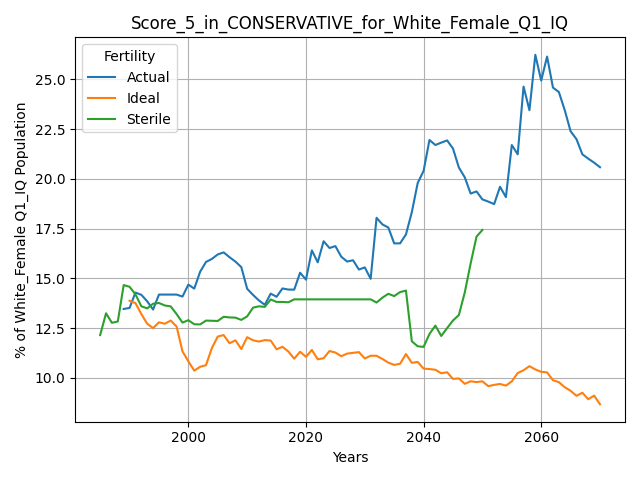 Score_5_in_CONSERVATIVE_for_White_Female_Q1_IQ
Fertility
Actual
Ideal
Sterile
% of White_Female Q1_IQ Population
25.0
22.5
20.0
17.5
15.0
12.5
10.0
2000
2020
2040
2060
Years